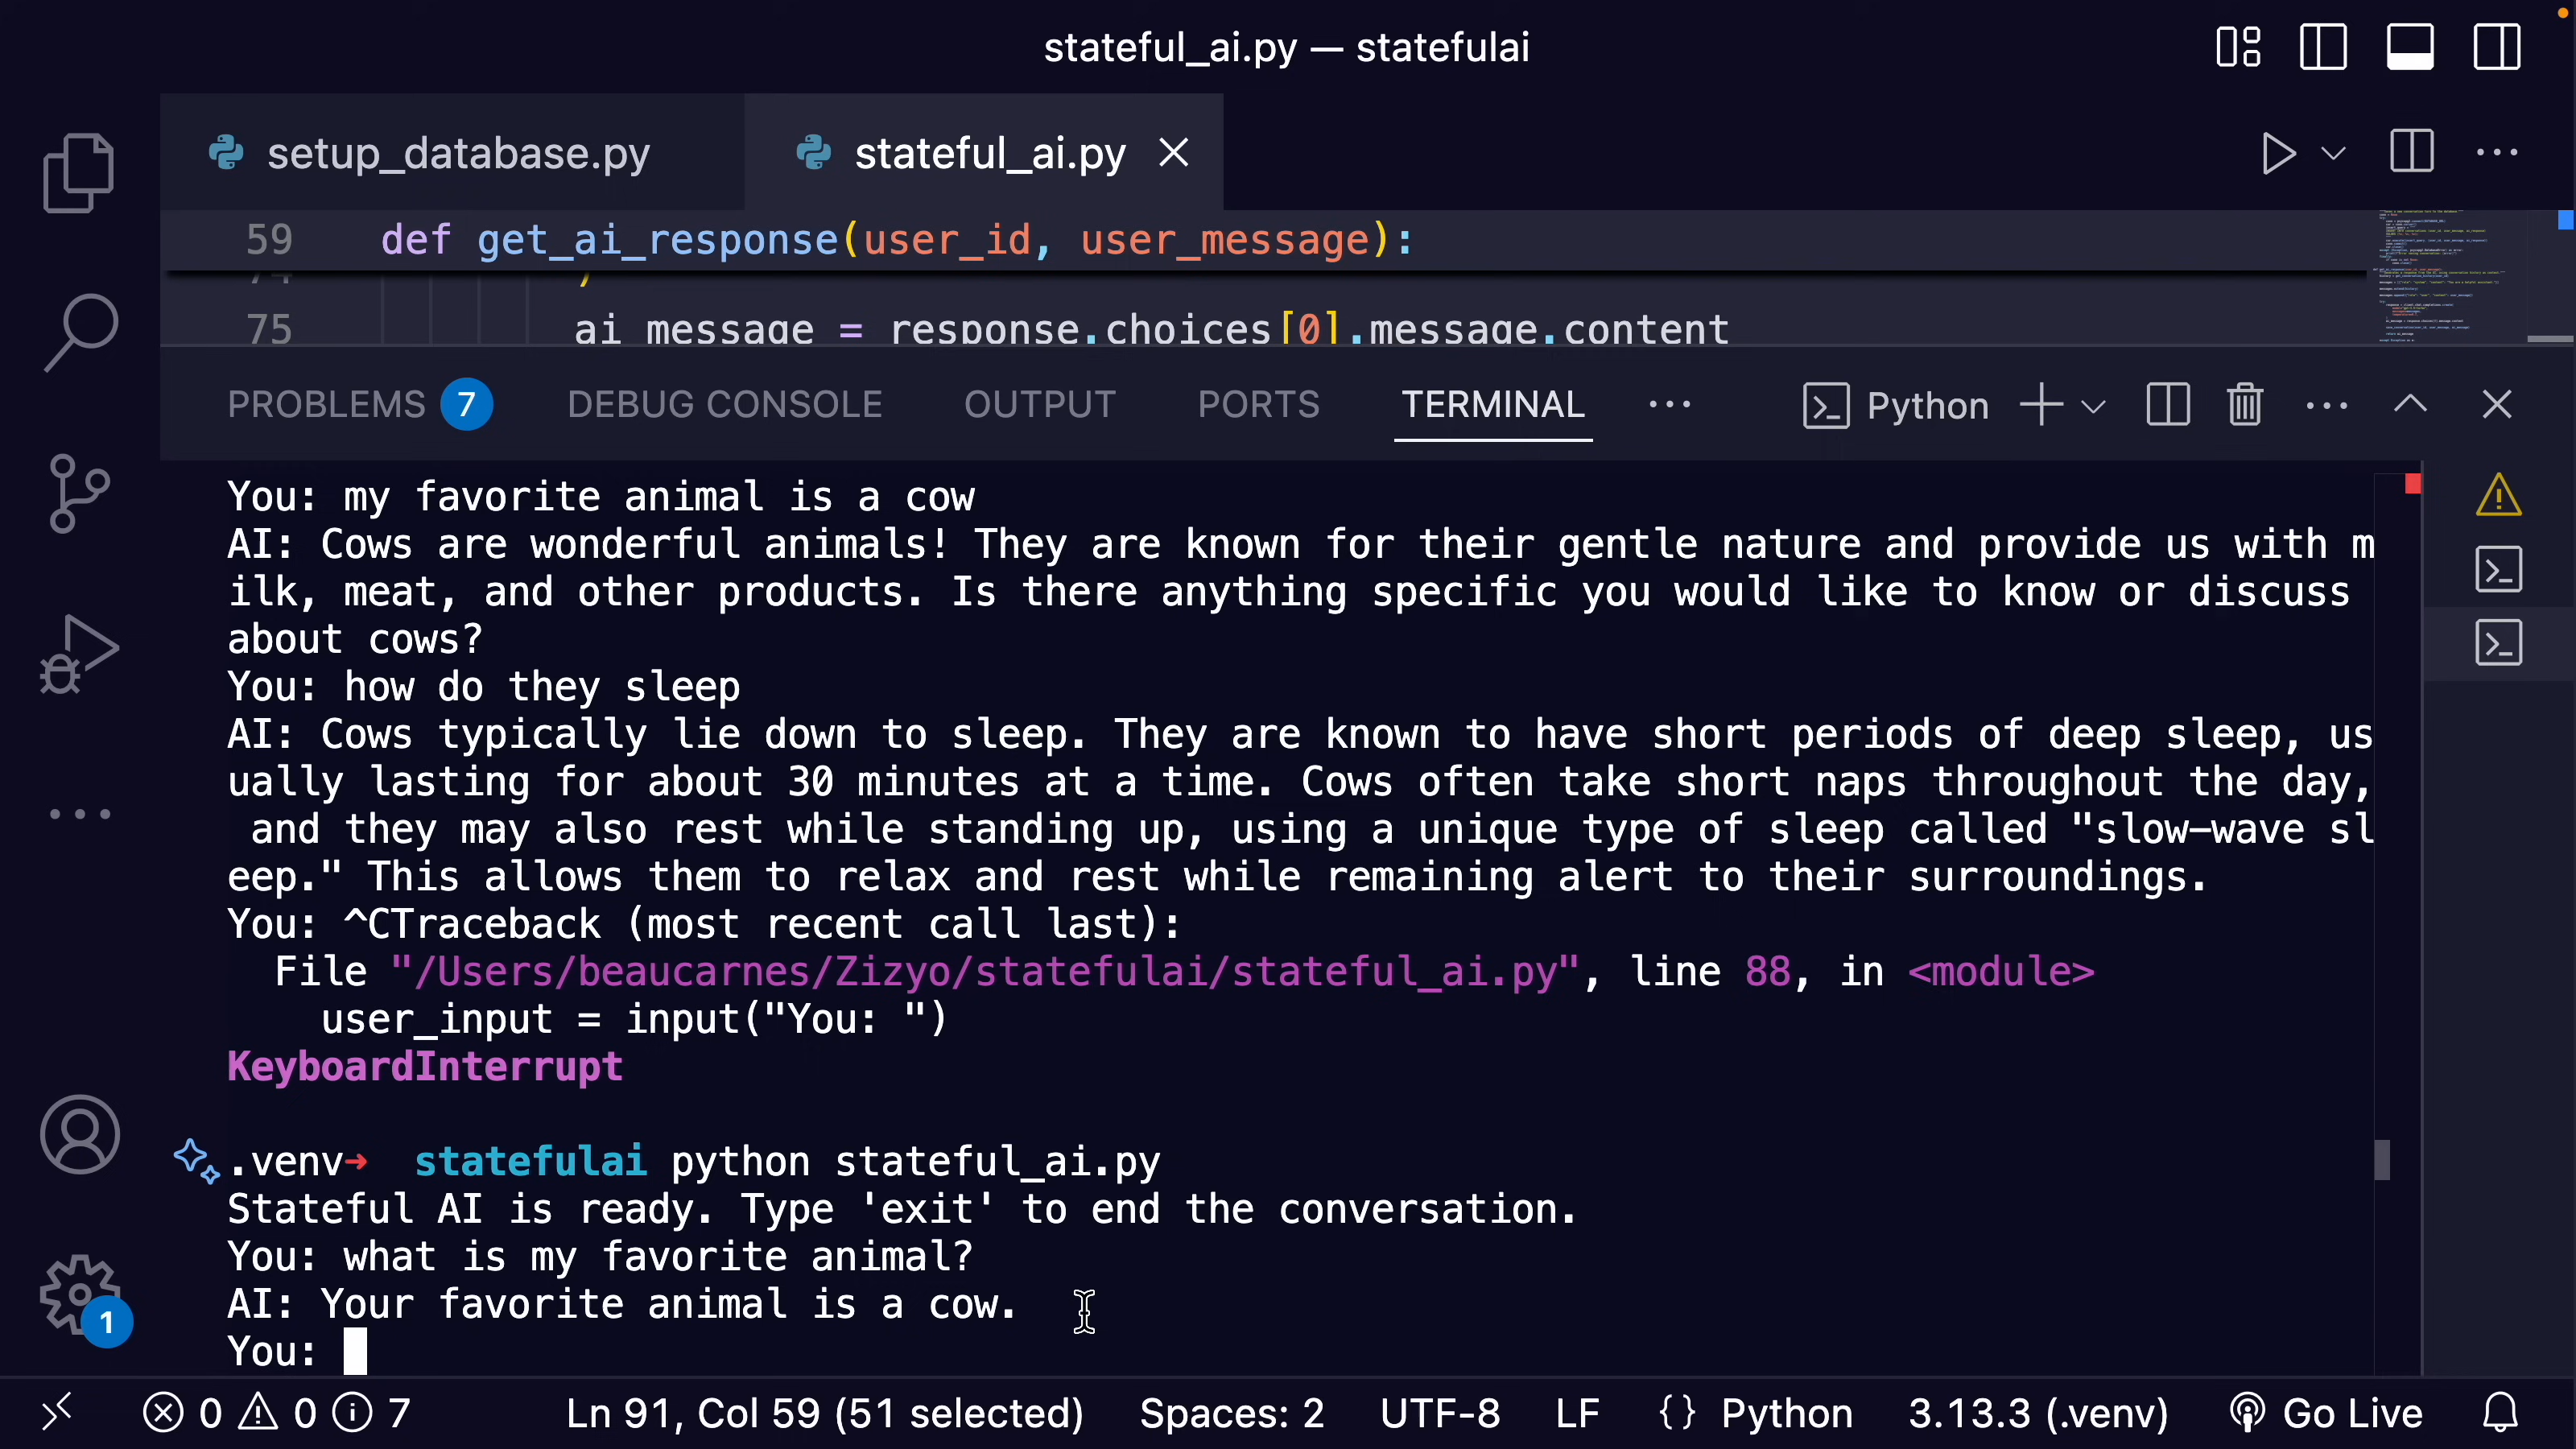 stateful_ai.py — statefulai
setup_database.py
stateful_ai.py
59 def get_ai_response(user_id, user_message):
74 )
75 ai_message = response.choices[0].message.content
PROBLEMS 7 DEBUG CONSOLE OUTPUT PORTS TERMINAL Python
You: my favorite animal is a cow
AI: Cows are wonderful animals! They are known for their gentle nature and provide us with m
ilk, meat, and other products. Is there anything specific you would like to know or discuss
about cows?
You: how do they sleep
AI: Cows typically lie down to sleep. They are known to have short periods of deep sleep, us
ually lasting for about 30 minutes at a time. Cows often take short naps throughout the day,
and they may also rest while standing up, using a unique type of sleep called "slow-wave sl
eep." This allows them to relax and rest while remaining alert to their surroundings.
You: ^CTraceback (most recent call last):
File "/Users/beaucarnes/Zizyo/statefulai/stateful_ai.py", line 88, in <module>
user_input = input("You: ")
KeyboardInterrupt
.venv➜ statefulai python stateful_ai.py
Stateful AI is ready. Type 'exit' to end the conversation.
You: what is my favorite animal?
AI: Your favorite animal is a cow.
You:
1
0 0 7 Ln 91, Col 59 (51 selected) Spaces: 2 UTF-8 LF {} Python 3.13.3 (.venv) Go Live